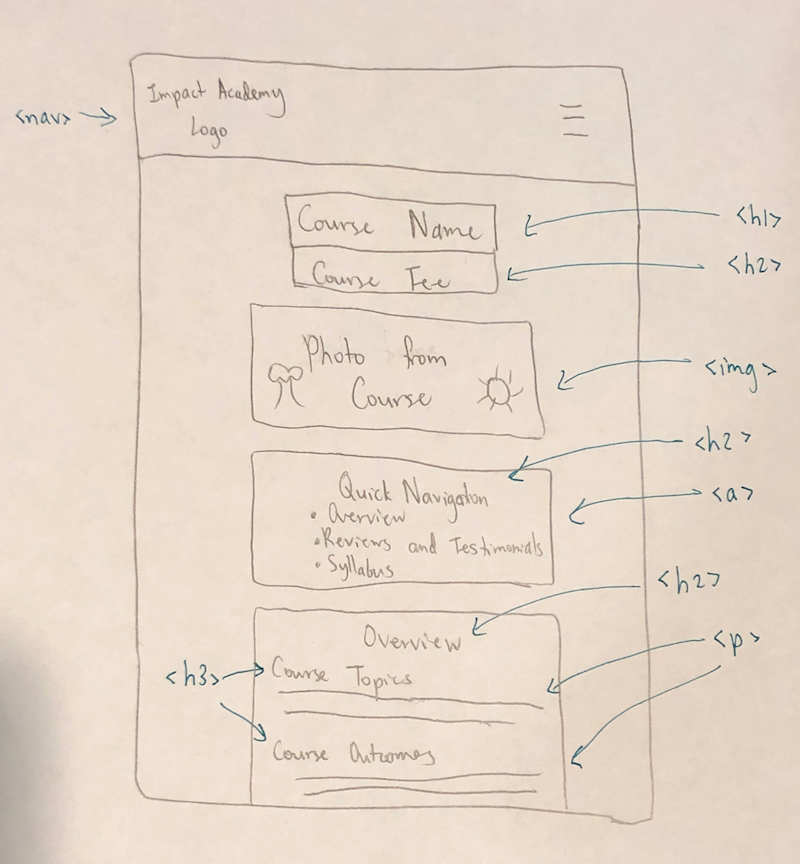 Impact Academy
<nav>
Logo
Course Name
<h1>
Course Fee
<h2>
Photo from
<img>
Course
<h2>
Quick Navigation
<a>
• Overview
• Reviews and Testimonials
• Syllabus
<h2>
Overview
<p>
<h3>
Course Topics
Course Outcomes